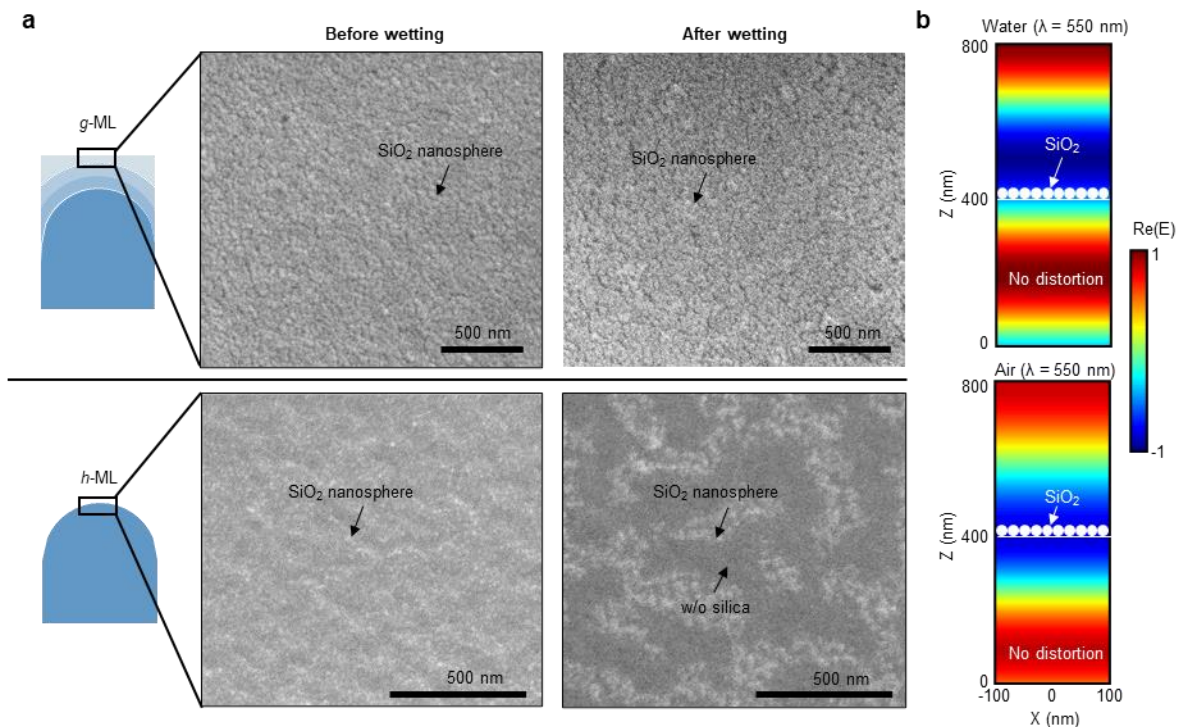 a
Before wetting
After wetting
b
g-ML
SiO₂ nanosphere
500 nm
SiO₂ nanosphere
500 nm
h-ML
SiO₂ nanosphere
500 nm
SiO₂ nanosphere
w/o silica
500 nm
Water (λ = 550 nm)
800
SiO₂
Z (nm)
400
No distortion
0
Re(E)
1
-1
Air (λ = 550 nm)
800
SiO₂
Z (nm)
400
No distortion
0
-100 0 100
X (nm)